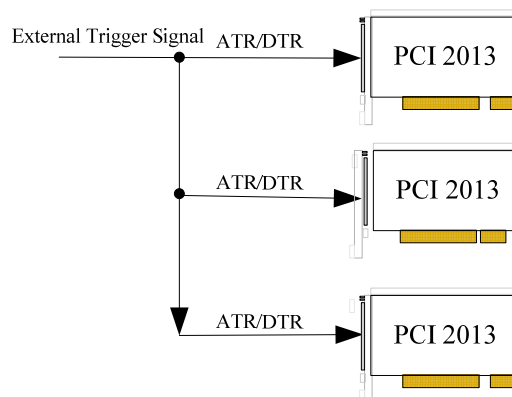 External Trigger Signal
ATR/DTR
PCI 2013
ATR/DTR
PCI 2013
ATR/DTR
PCI 2013